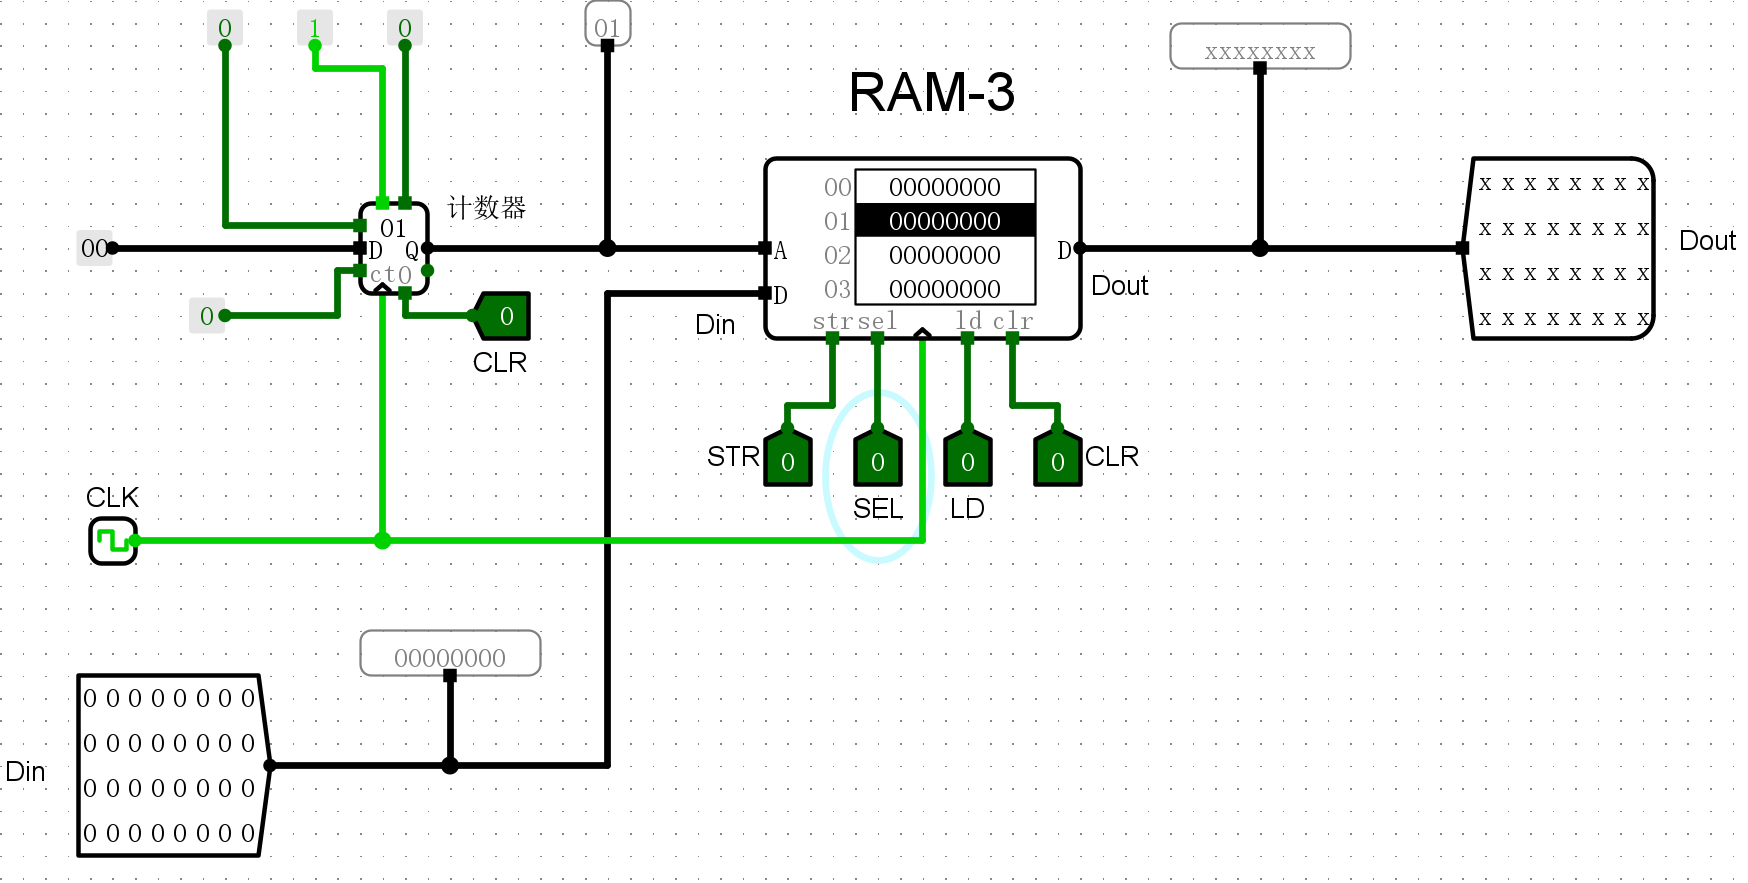 0 1 0
01
xxxxxxxx
RAM-3
计数器
00 00000000
01 00000000
02 00000000
03 00000000
01
00
D Q
ct0
A
D
D
str sel ld clr
0
0
CLR
Din
Dout
x x x x x x x x
x x x x x x x x
x x x x x x x x
x x x x x x x x
Dout
STR 0
0
0
0 CLR
SEL LD
CLK
00000000
0 0 0 0 0 0 0 0
0 0 0 0 0 0 0 0
0 0 0 0 0 0 0 0
0 0 0 0 0 0 0 0
Din